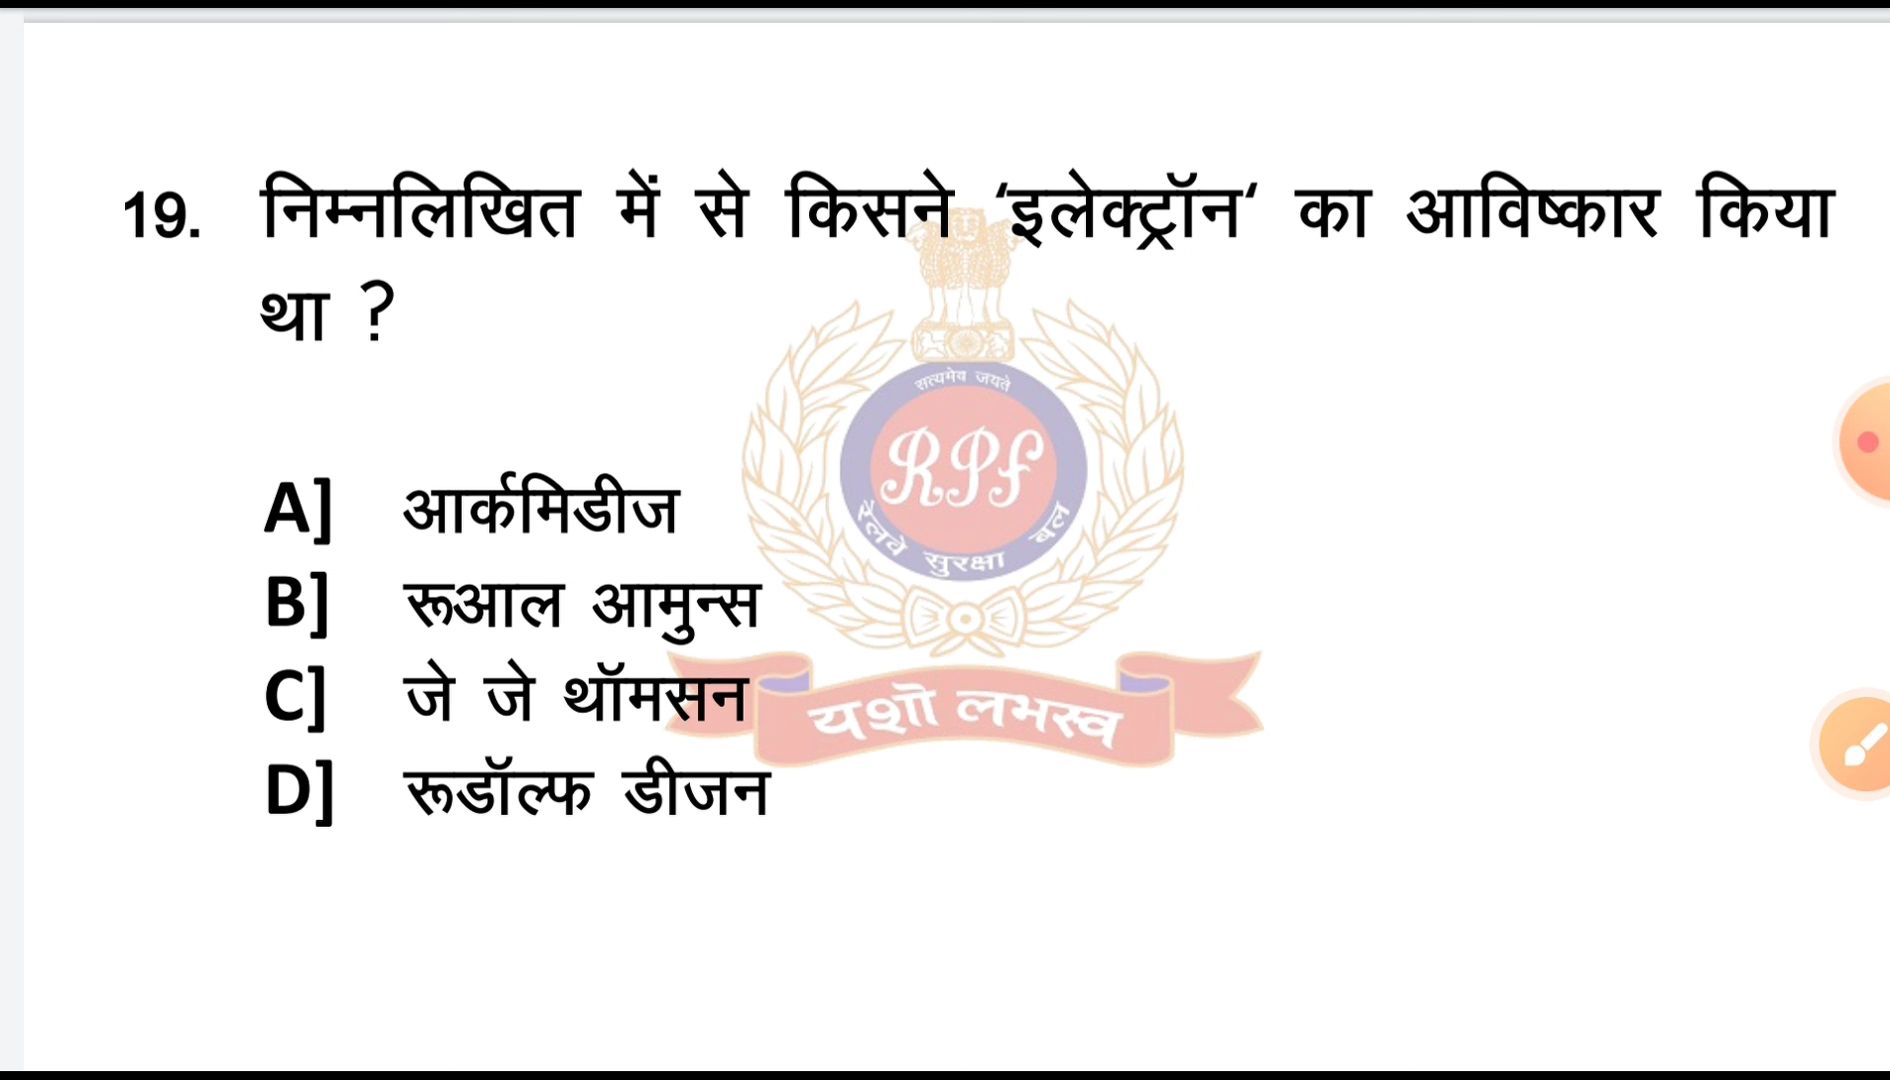 19. निम्नलिखित में से किसने ‘इलेक्ट्रॉन‘ का आविष्कार किया
था ?
सत्यमेव जयते
RPF
रेलवे सुरक्षा बल
A] आर्कमिडीज
B] रूआल आमुन्स
C] जे जे थॉमसन
यशो लभस्व
D] रूडॉल्फ डीजन